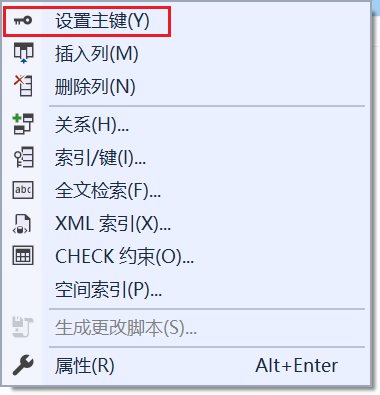 设置主键(Y)
插入列(M)
删除列(N)
关系(H)...
索引/键(I)...
abc 全文检索(F)...
XML 索引(X)...
CHECK 约束(O)...
空间索引(P)...
生成更改脚本(S)...
属性(R) Alt+Enter